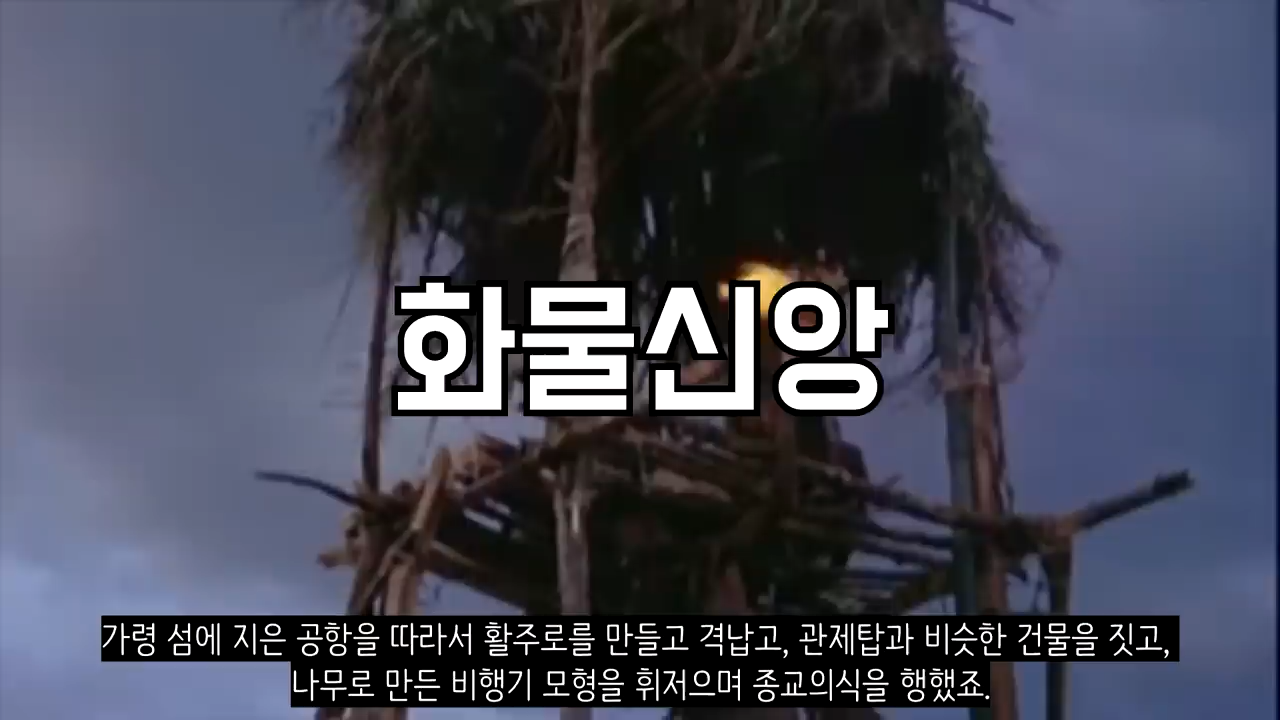 화물신앙
가령 섬에 지은 공항을 따라서 활주로를 만들고 격납고, 관제탑과 비슷한 건물을 짓고,
나무로 만든 비행기 모형을 휘저으며 종교의식을 행했죠.